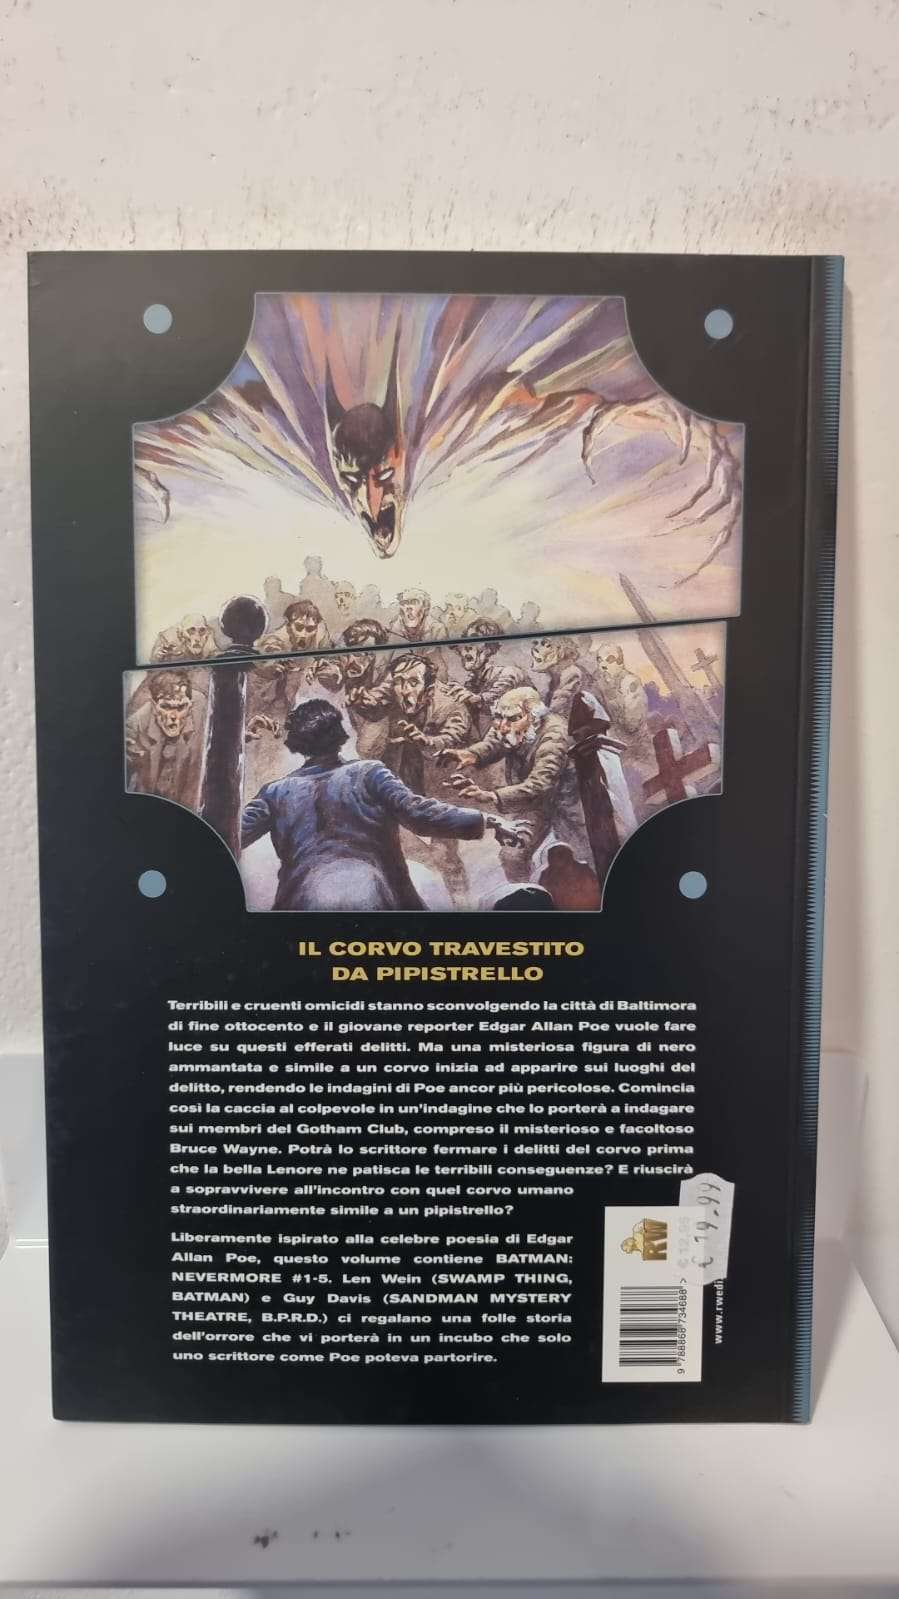 IL CORVO TRAVESTITO
DA PIPISTRELLO
Terribili e cruenti omicidi stanno sconvolgendo la città di Baltimora
di fine ottocento e il giovane reporter Edgar Allan Poe vuole fare
luce su questi efferati delitti. Ma una misteriosa figura di nero
ammantata e simile a un corvo inizia ad apparire sui luoghi del
delitto, rendendo le indagini di Poe ancor più pericolose. Comincia
così la caccia al colpevole in un'indagine che lo porterà a indagare
sui membri del Gotham Club, compreso il misterioso e facoltoso
Bruce Wayne. Potrà lo scrittore fermare i delitti del corvo prima
che la bella Lenore ne patisca le terribili conseguenze? E riuscirà
a sopravvivere all'incontro con quel corvo umano
straordinariamente simile a un pipistrello?
Liberamente ispirato alla celebre poesia di Edgar
Allan Poe, questo volume contiene BATMAN:
NEVERMORE #1-5. Len Wein (SWAMP THING,
BATMAN) e Guy Davis (SANDMAN MYSTERY
THEATRE, B.P.R.D.) ci regalano una folle storia
dell'orrore che vi porterà in un incubo che solo
uno scrittore come Poe poteva partorire.
RW
€ 12,95
€ 19,99
9 788868 734688 >
www.rwedi